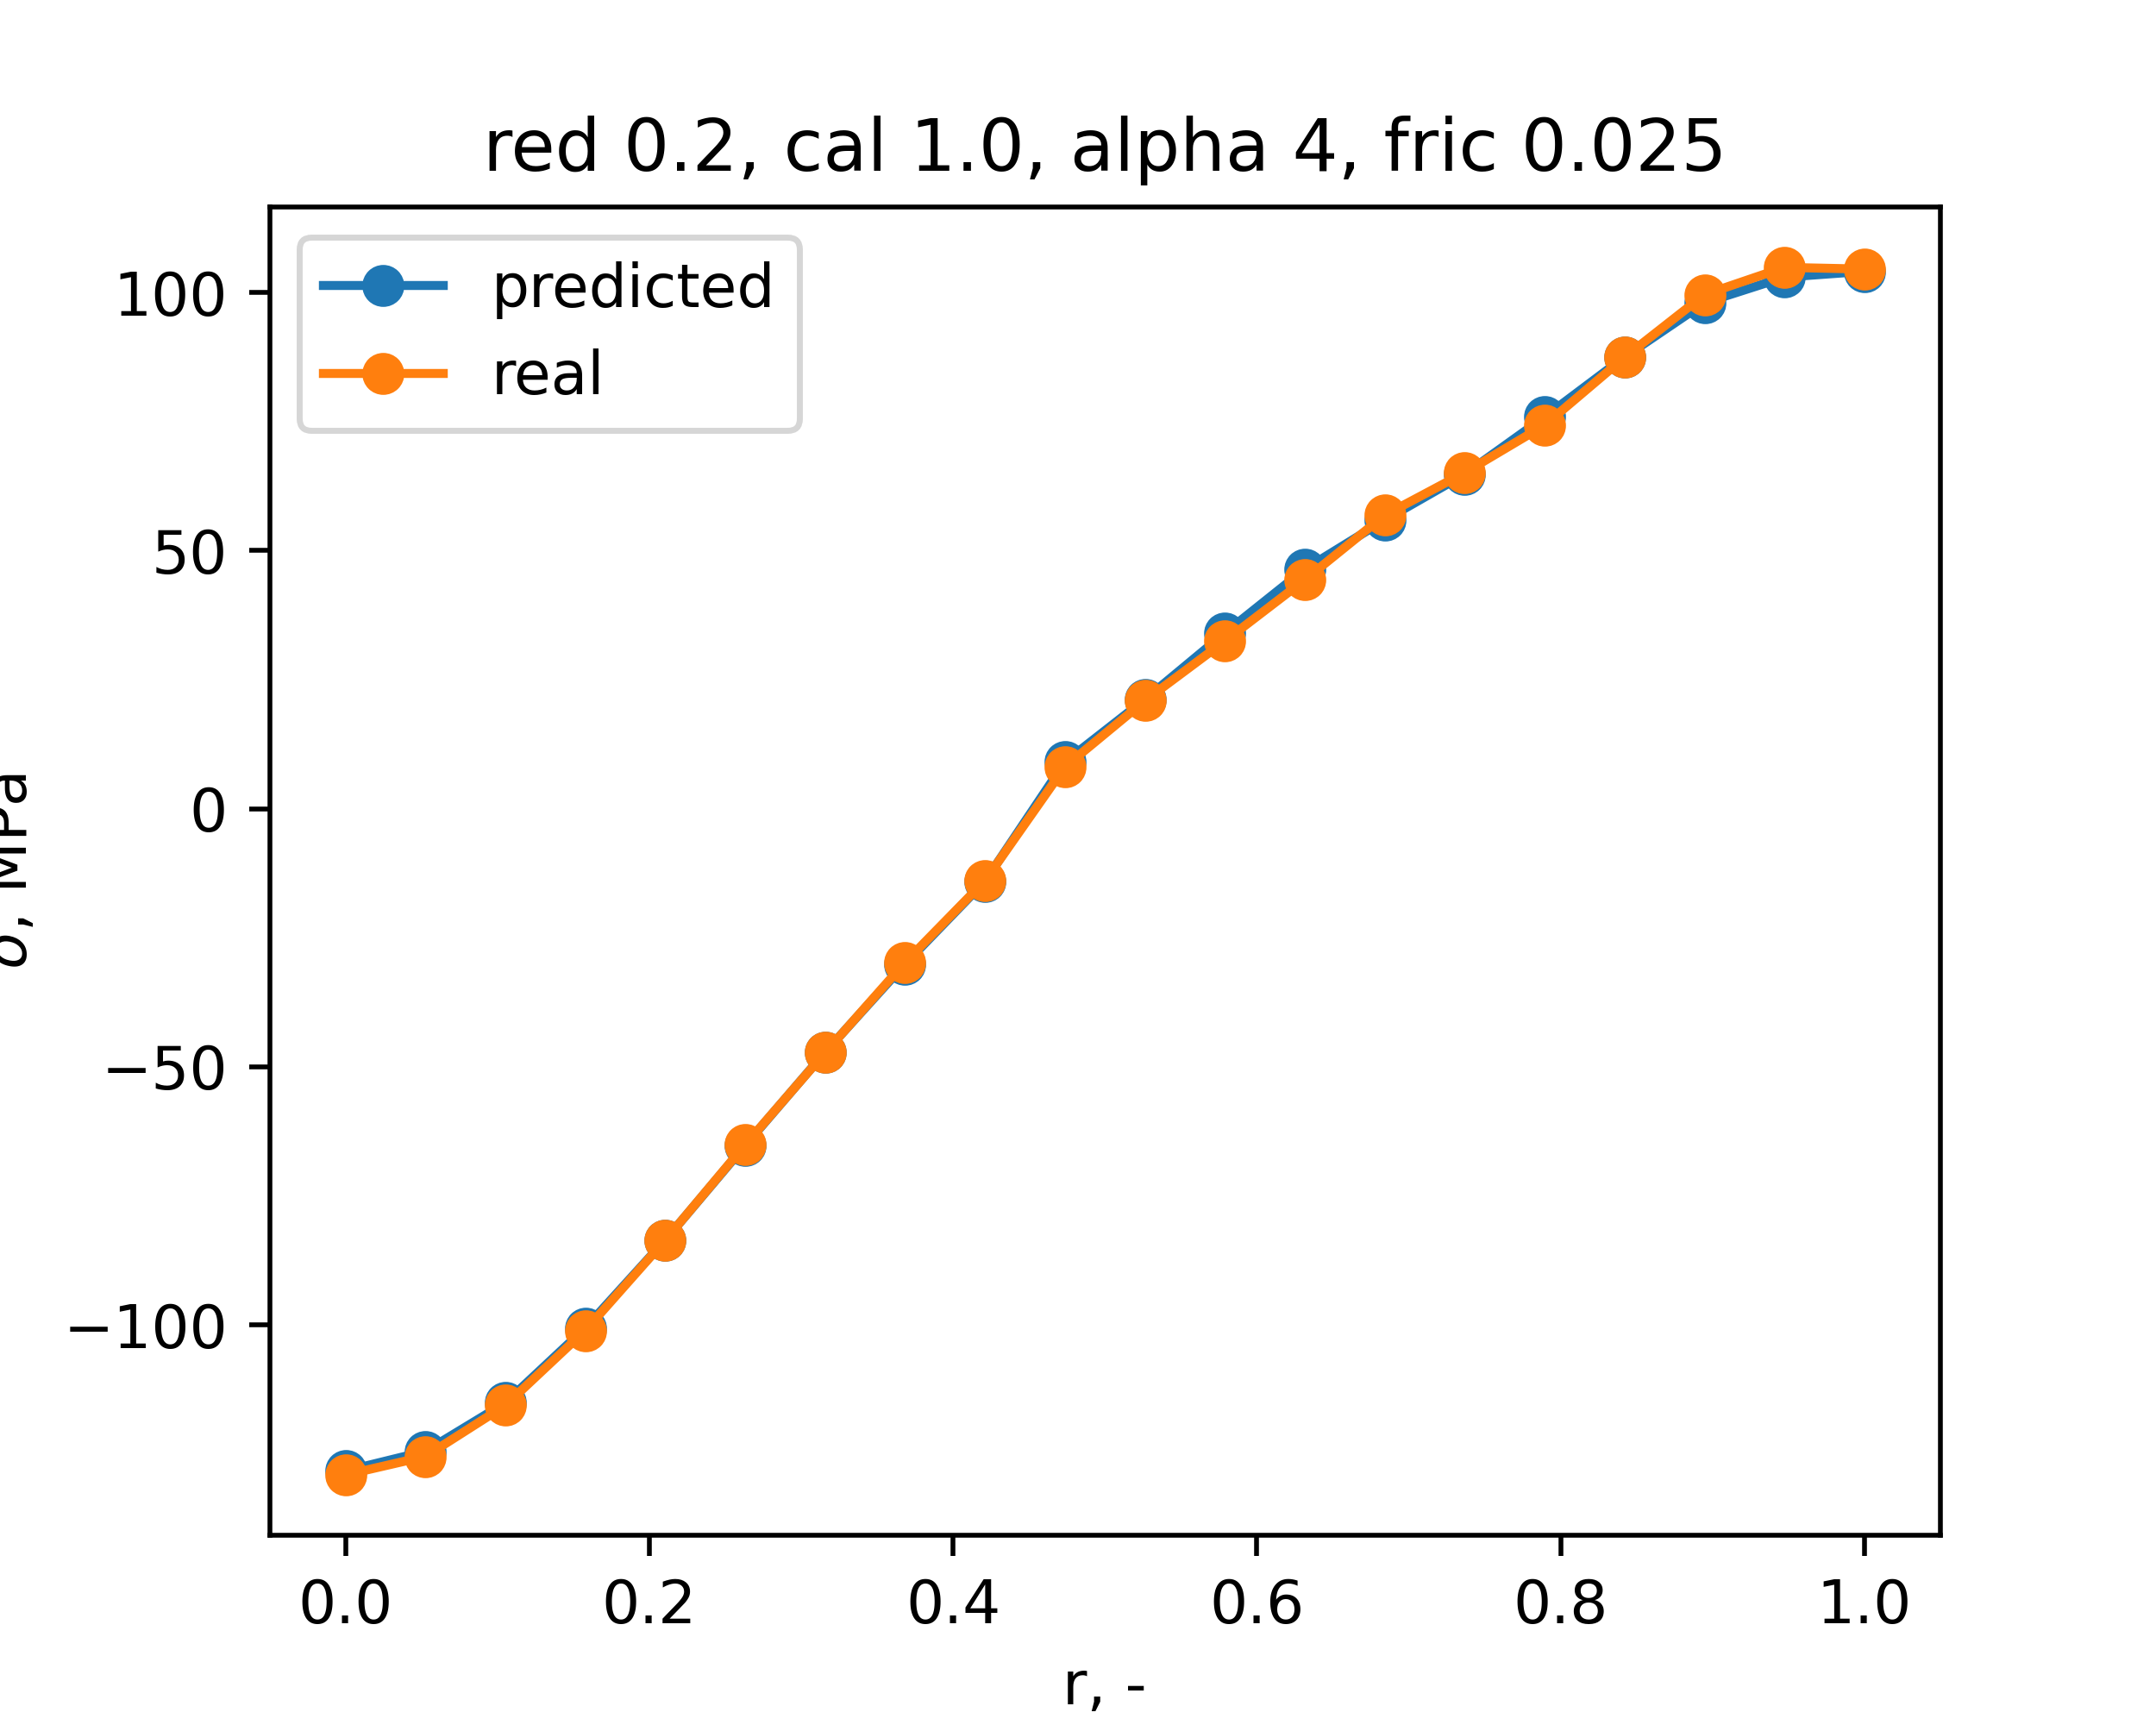 red 0.2, cal 1.0, alpha 4, fric 0.025
predicted
real
100
50
0
−50
−100
σ, MPa
0.0 0.2 0.4 0.6 0.8 1.0
r, -